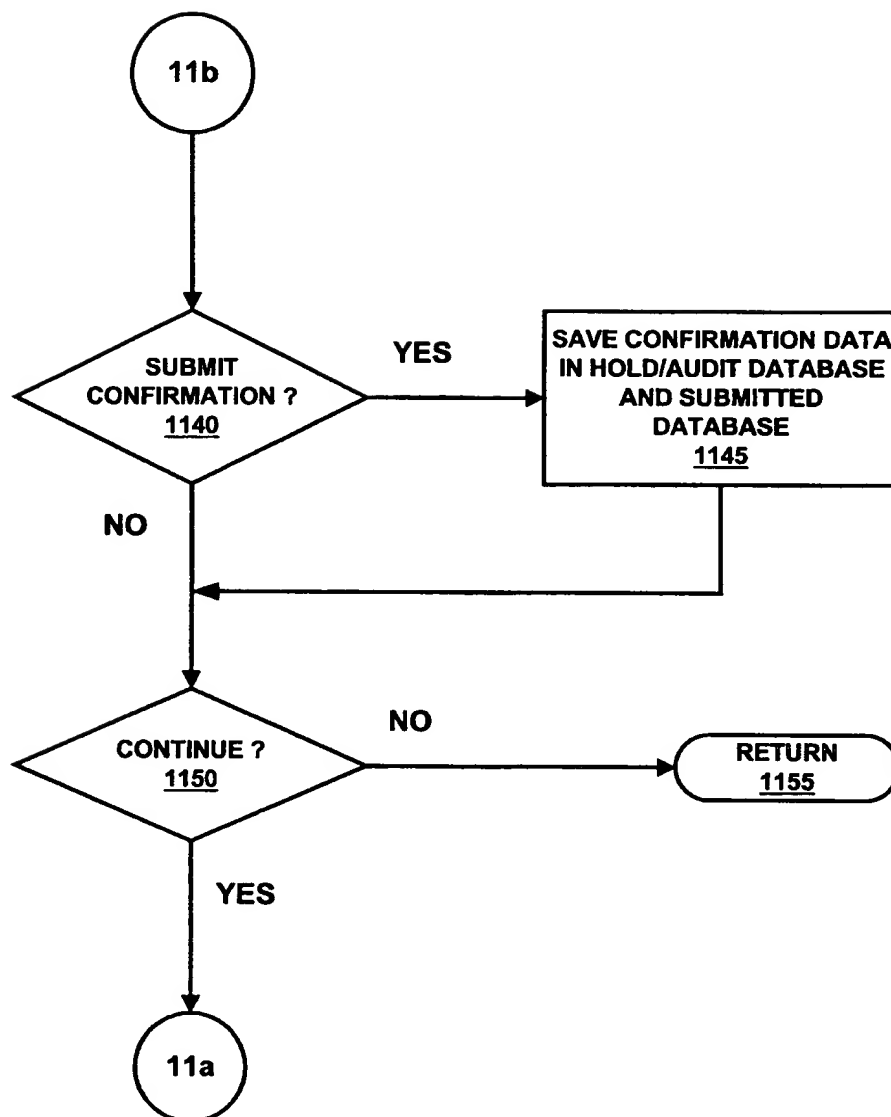 11b
SUBMIT
CONFIRMATION ?
1140
YES
SAVE CONFIRMATION DATA
IN HOLD/AUDIT DATABASE
AND SUBMITTED
DATABASE
1145
NO
CONTINUE ?
1150
NO
RETURN
1155
YES
11a